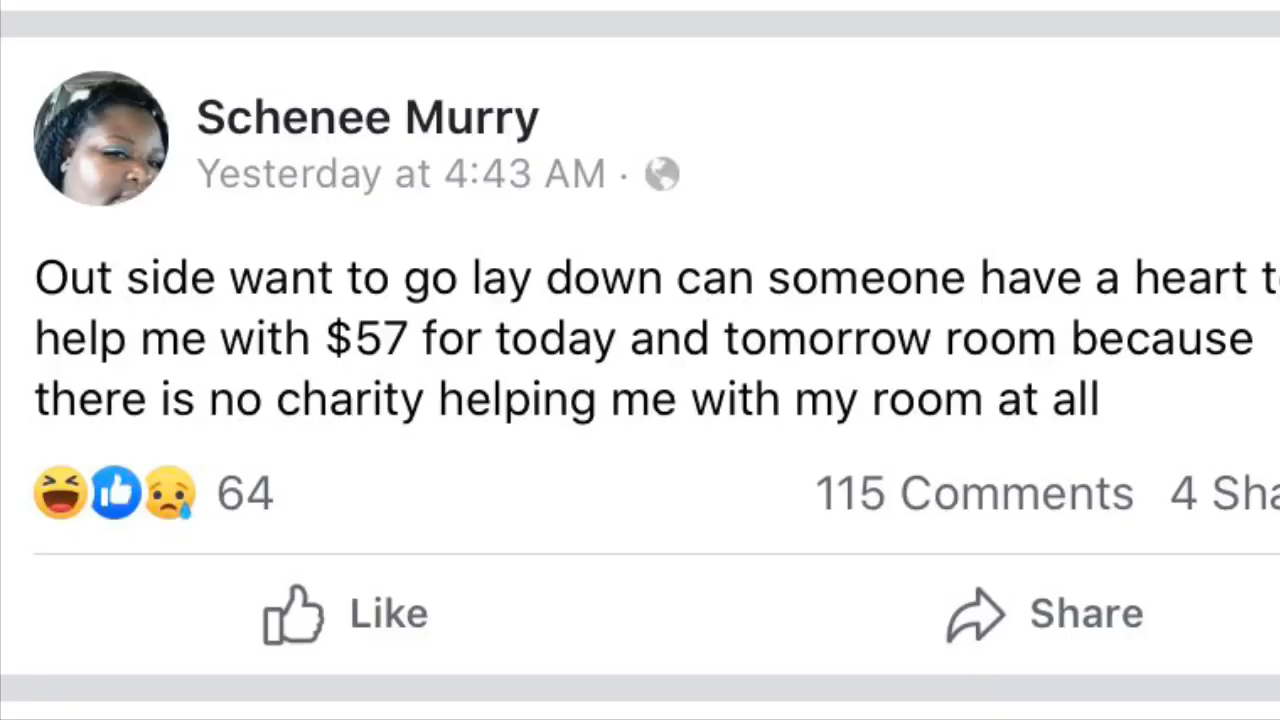 Schenee Murry
Yesterday at 4:43 AM ·
Out side want to go lay down can someone have a heart
help me with $57 for today and tomorrow room because
there is no charity helping me with my room at all
64 115 Comments 4
Like Share